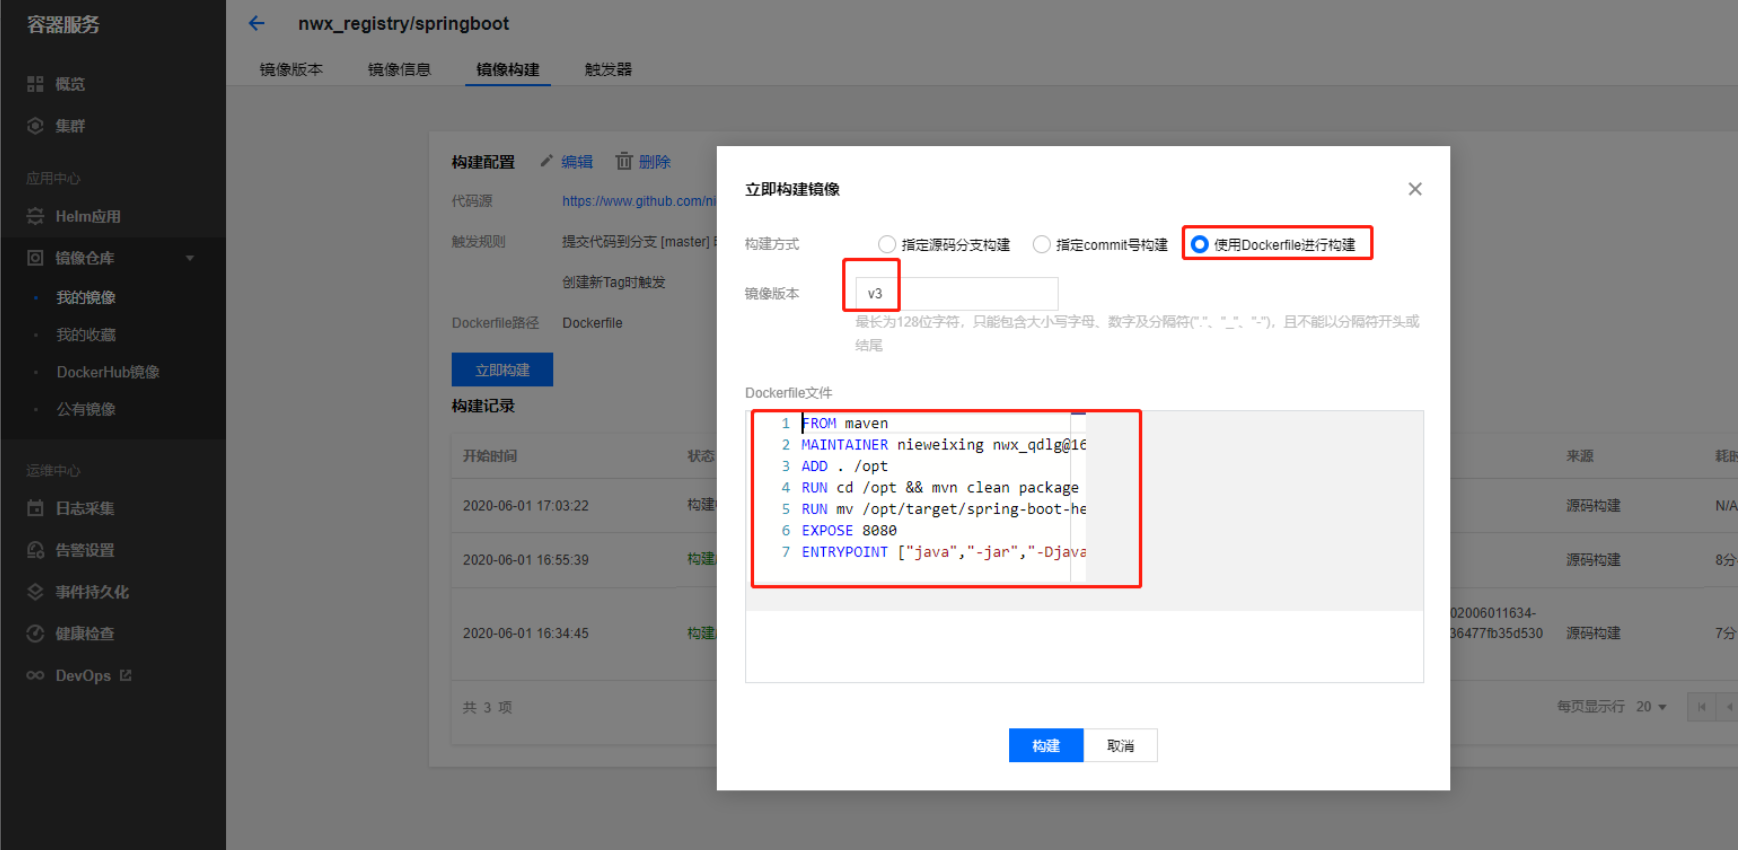 容器服务
概览
集群
应用中心
Helm应用
镜像仓库
我的镜像
我的收藏
DockerHub镜像
公有镜像
运维中心
日志采集
告警设置
事件持久化
健康检查
DevOps
nwx_registry/springboot
镜像版本
镜像信息
镜像构建
触发器
构建配置
编辑
删除
代码源
https://www.github.com/ni
触发规则
提交代码到分支 [master]
创建新Tag时触发
Dockerfile路径
Dockerfile
立即构建
构建记录
开始时间
状态
来源
耗时
2020-06-01 17:03:22
构建
源码构建
N/A
2020-06-01 16:55:39
构建
源码构建
8分
2020-06-01 16:34:45
构建
02006011634-
36477fb35d530
源码构建
7分
共 3 项
每页显示行 20
立即构建镜像
构建方式
指定源码分支构建
指定commit号构建
使用Dockerfile进行构建
镜像版本
v3
最长为128位字符，只能包含大小写字母、数字及分隔符("."、"_"、"-")，且不能以分隔符开头或
结尾
Dockerfile文件
1 FROM maven
2 MAINTAINER nieweixing nwx_qdlg@16
3 ADD . /opt
4 RUN cd /opt && mvn clean package
5 RUN mv /opt/target/spring-boot-he
6 EXPOSE 8080
7 ENTRYPOINT ["java","-jar","-Djava
构建
取消